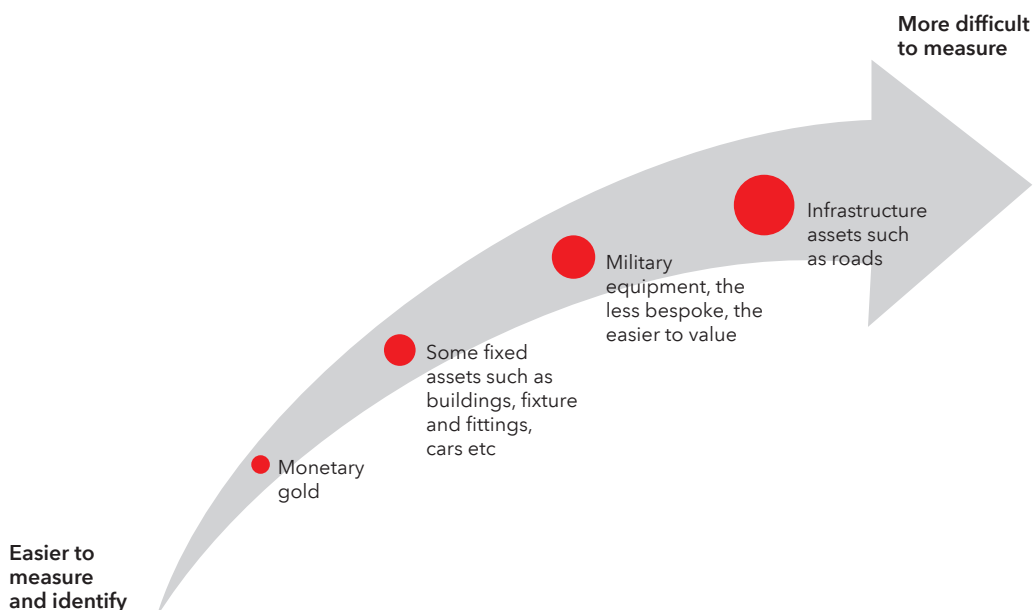 More difficult
to measure
Infrastructure
assets such
as roads
Military
equipment, the
less bespoke, the
easier to value
Some fixed
assets such as
buildings, fixture
and fittings,
cars etc
Monetary
gold
Easier to
measure
and identify